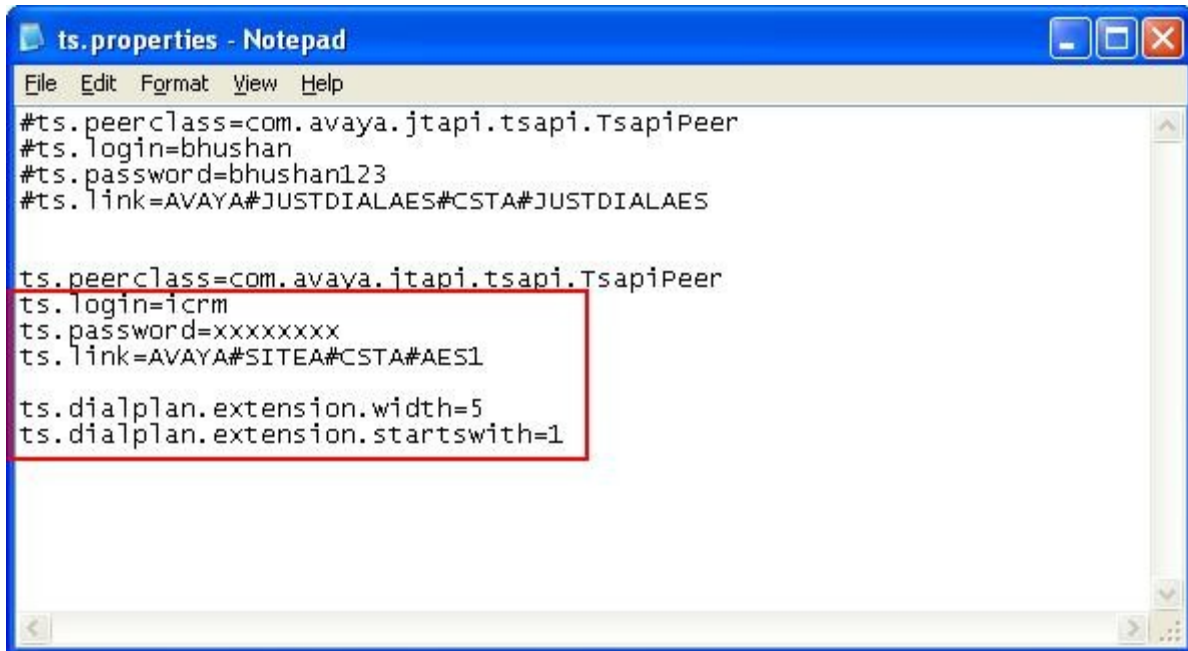 ts.properties - Notepad
File Edit Format View Help
#ts.peerclass=com.avaya.jtapi.tsapi.TsapiPeer
#ts.login=bhushan
#ts.password=bhushan123
#ts.link=AVAYA#JUSTDIALAES#CSTA#JUSTDIALAES
ts.peerclass=com.avaya.jtapi.tsapi.TsapiPeer
ts.login=icrm
ts.password=xxxxxxxx
ts.link=AVAYA#SITEA#CSTA#AES1
ts.dialplan.extension.width=5
ts.dialplan.extension.startswith=1